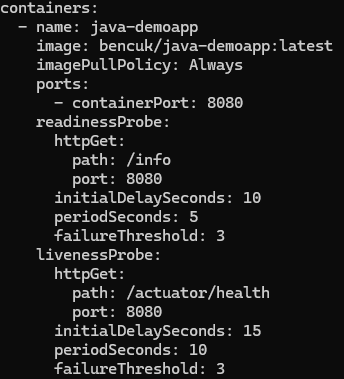 containers:
  - name: java-demoapp
    image: bencuk/java-demoapp:latest
    imagePullPolicy: Always
    ports:
      - containerPort: 8080
    readinessProbe:
      httpGet:
        path: /info
        port: 8080
      initialDelaySeconds: 10
      periodSeconds: 5
      failureThreshold: 3
    livenessProbe:
      httpGet:
        path: /actuator/health
        port: 8080
      initialDelaySeconds: 15
      periodSeconds: 10
      failureThreshold: 3